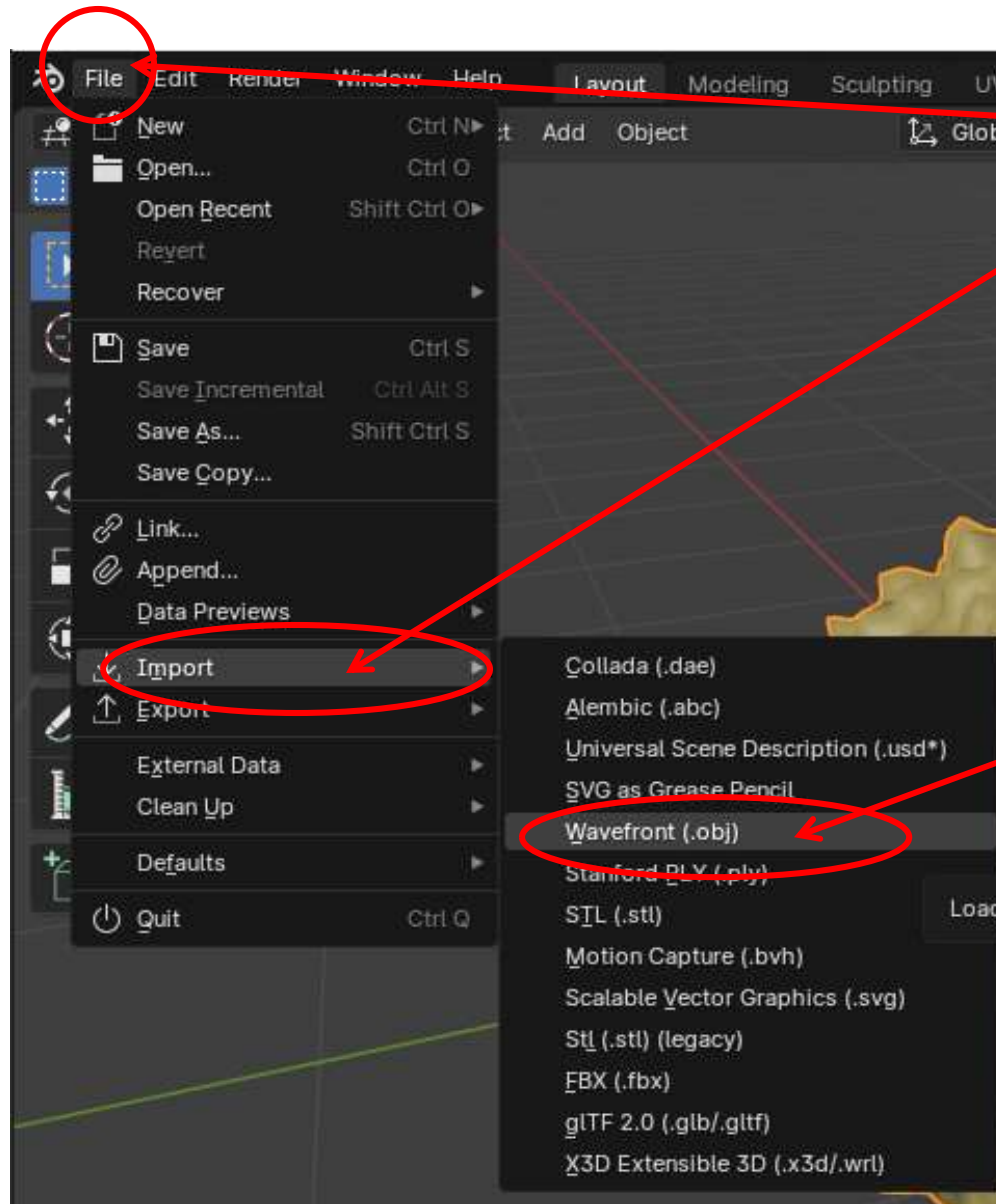 File Edit Render Window Help Layout Modeling Sculpting
Add Object
New Ctrl N
Open... Ctrl O
Open Recent Shift Ctrl O
Revert
Recover
Save Ctrl S
Save Incremental Ctrl Alt S
Save As... Shift Ctrl S
Save Copy...
Link...
Append...
Data Previews
Import
Export
External Data
Clean Up
Defaults
Quit Ctrl Q
Collada (.dae)
Alembic (.abc)
Universal Scene Description (.usd*)
SVG as Grease Pencil
Wavefront (.obj)
Stanford PLY (.ply)
STL (.stl)
Motion Capture (.bvh)
Scalable Vector Graphics (.svg)
Stl (.stl) (legacy)
FBX (.fbx)
glTF 2.0 (.glb/.gltf)
X3D Extensible 3D (.x3d/.wrl)